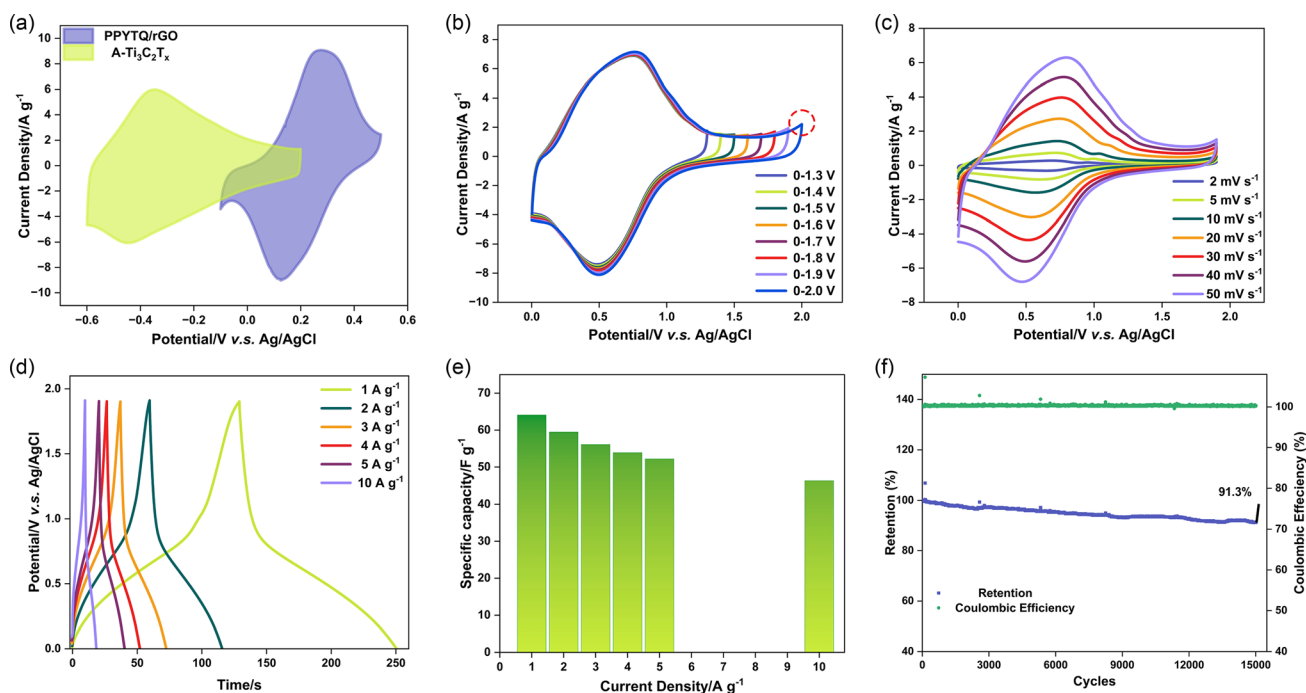 (a)
PPYTQ/rGO
A-Ti₃C₂Tₓ
Current Density/A g⁻¹
10
8
6
4
2
0
−2
−4
−6
−8
−10
−0.6
−0.4
−0.2
0.0
0.2
0.4
0.6
Potential/V v.s. Ag/AgCl
(b)
Current Density/A g⁻¹
10
8
6
4
2
0
−2
−4
−6
−8
−10
0-1.3 V
0-1.4 V
0-1.5 V
0-1.6 V
0-1.7 V
0-1.8 V
0-1.9 V
0-2.0 V
0.0
0.5
1.0
1.5
2.0
Potential/V v.s. Ag/AgCl
(c)
Current Density/A g⁻¹
8
6
4
2
0
−2
−4
−6
−8
2 mV s⁻¹
5 mV s⁻¹
10 mV s⁻¹
20 mV s⁻¹
30 mV s⁻¹
40 mV s⁻¹
50 mV s⁻¹
0.0
0.5
1.0
1.5
2.0
Potential/V v.s. Ag/AgCl
(d)
Potential/V v.s. Ag/AgCl
2.0
1.5
1.0
0.5
0.0
1 A g⁻¹
2 A g⁻¹
3 A g⁻¹
4 A g⁻¹
5 A g⁻¹
10 A g⁻¹
0
50
100
150
200
250
Time/s
(e)
Specific capacity/F g⁻¹
70
60
50
40
30
20
10
0
0
1
2
3
4
5
0
8
9
10
Current Density/A g⁻¹
(f)
Retention (%)
140
120
100
80
60
40
91.3%
Retention
Coulombic Efficiency
100
90
80
70
60
50
40
Coulombic Effeciency (%)
0
3000
6000
9000
12000
15000
Cycles